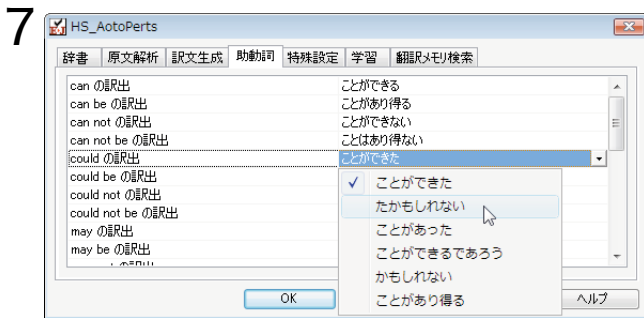 7
HS_AotoPerts
辞書 原文解析 訳文生成 助動詞 特殊設定 学習 翻訳メモリ検索
can の訳出 ことができる
can be の訳出 ことがあり得る
can not の訳出 ことができない
can not be の訳出 ことはあり得ない
could の訳出 ことができた
could be の訳出
could not の訳出
could not be の訳出
may の訳出
may be の訳出
✓ ことができた
たかもしれない
ことがあった
ことができるであろう
かもしれない
ことがあり得る
OK
ヘルプ